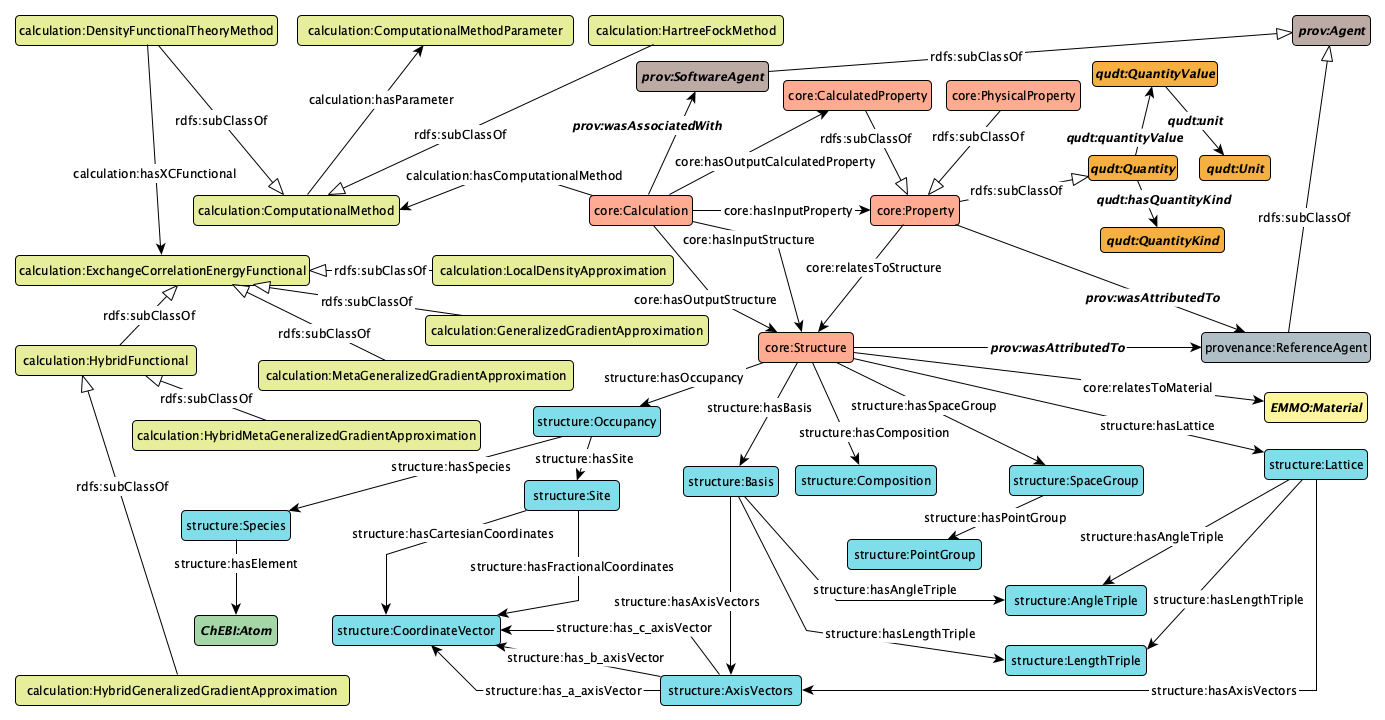 calculation:DensityFunctionalTheoryMethod
calculation:ComputationalMethodParameter
calculation:HartreeFockMethod
prov:Agent
rdfs:subClassOf
prov:SoftwareAgent
qudt:QuantityValue
calculation:hasParameter
core:CalculatedProperty
core:PhysicalProperty
rdfs:subClassOf
prov:wasAssociatedWith
rdfs:subClassOf
rdfs:subClassOf
qudt:unit
qudt:quantityValue
calculation:hasXCFunctional
calculation:hasComputationalMethod
core:hasOutputCalculatedProperty
qudt:Quantity
qudt:Unit
rdfs:subClassOf
qudt:hasQuantityKind
calculation:ComputationalMethod
core:Calculation
core:hasInputProperty
core:Property
rdfs:subClassOf
core:hasInputStructure
qudt:QuantityKind
calculation:ExchangeCorrelationEnergyFunctional
rdfs:subClassOf
calculation:LocalDensityApproximation
core:relatesToStructure
rdfs:subClassOf
core:hasOutputStructure
prov:wasAttributedTo
rdfs:subClassOf
rdfs:subClassOf
calculation:GeneralizedGradientApproximation
core:Structure
prov:wasAttributedTo
provenance:ReferenceAgent
calculation:HybridFunctional
calculation:MetaGeneralizedGradientApproximation
structure:hasOccupancy
core:relatesToMaterial
rdfs:subClassOf
structure:hasBasis
structure:hasSpaceGroup
EMMO:Material
calculation:HybridMetaGeneralizedGradientApproximation
structure:Occupancy
structure:hasComposition
structure:hasLattice
structure:hasSpecies
structure:hasSite
structure:Lattice
rdfs:subClassOf
structure:Site
structure:Basis
structure:Composition
structure:SpaceGroup
structure:Species
structure:hasCartesianCoordinates
structure:hasPointGroup
structure:hasAngleTriple
structure:hasElement
structure:hasFractionalCoordinates
structure:PointGroup
structure:hasAngleTriple
structure:hasAxisVectors
structure:AngleTriple
structure:hasLengthTriple
ChEBI:Atom
structure:CoordinateVector
structure:has_c_axisVector
structure:hasLengthTriple
structure:has_b_axisVector
structure:LengthTriple
calculation:HybridGeneralizedGradientApproximation
structure:has_a_axisVector
structure:AxisVectors
structure:hasAxisVectors